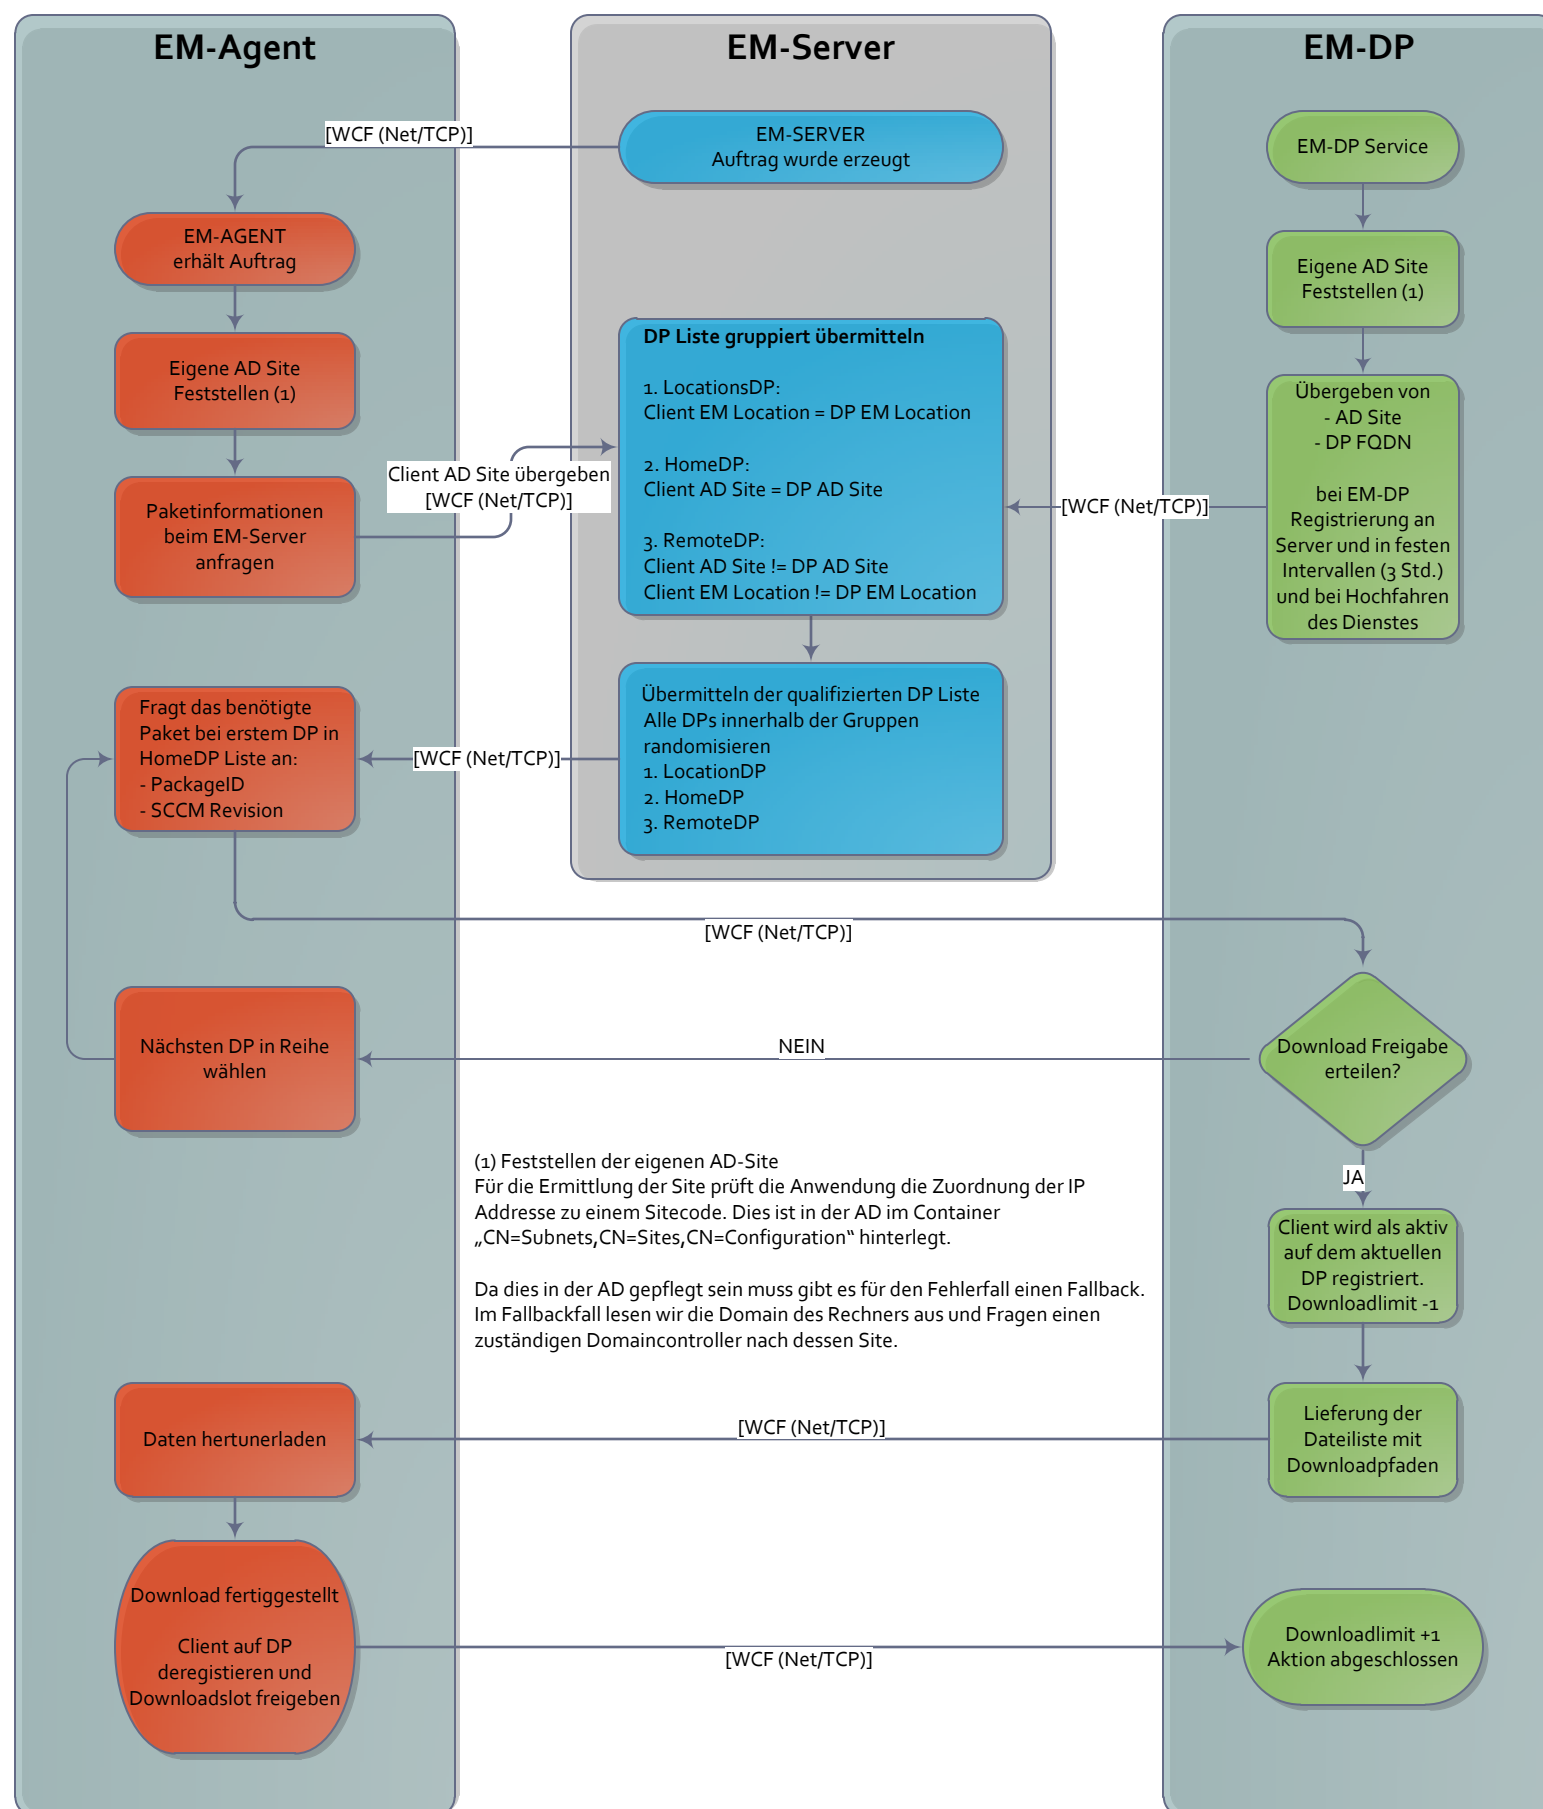 EM-Agent
EM-Server
EM-DP
[WCF (Net/TCP)]
EM-SERVER
Auftrag wurde erzeugt
EM-DP Service
EM-AGENT
erhält Auftrag
Eigene AD Site
Feststellen (1)
Eigene AD Site
Feststellen (1)
DP Liste gruppiert übermitteln
1. LocationsDP:
Client EM Location = DP EM Location
2. HomeDP:
Client AD Site = DP AD Site
3. RemoteDP:
Client AD Site != DP AD Site
Client EM Location != DP EM Location
Übergeben von
- AD Site
- DP FQDN
bei EM-DP
Registrierung an
Server und in festen
Intervallen (3 Std.)
und bei Hochfahren
des Dienstes
Client AD Site übergeben
[WCF (Net/TCP)]
[WCF (Net/TCP)]
Paketinformationen
beim EM-Server
anfragen
Fragt das benötigte
Paket bei erstem DP in
HomeDP Liste an:
- PackageID
- SCCM Revision
[WCF (Net/TCP)]
Übermitteln der qualifizierten DP Liste
Alle DPs innerhalb der Gruppen
randomisieren
1. LocationDP
2. HomeDP
3. RemoteDP
[WCF (Net/TCP)]
Nächsten DP in Reihe
wählen
NEIN
Download Freigabe
erteilen?
JA
(1) Feststellen der eigenen AD-Site
Für die Ermittlung der Site prüft die Anwendung die Zuordnung der IP
Addresse zu einem Sitecode. Dies ist in der AD im Container
„CN=Subnets,CN=Sites,CN=Configuration“ hinterlegt.
Da dies in der AD gepflegt sein muss gibt es für den Fehlerfall einen Fallback.
Im Fallbackfall lesen wir die Domain des Rechners aus und Fragen einen
zuständigen Domaincontroller nach dessen Site.
Client wird als aktiv
auf dem aktuellen
DP registriert.
Downloadlimit -1
Daten hertunerladen
[WCF (Net/TCP)]
Lieferung der
Dateiliste mit
Downloadpfaden
Download fertiggestellt
Client auf DP
deregistieren und
Downloadslot freigeben
[WCF (Net/TCP)]
Downloadlimit +1
Aktion abgeschlossen